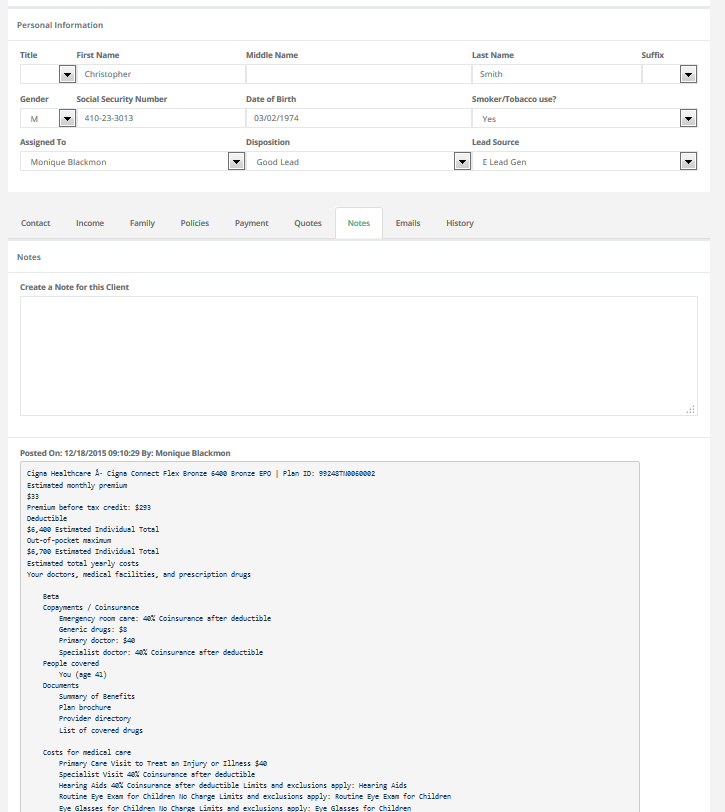 Personal Information
Title First Name Middle Name Last Name Suffix
Christopher Smith
Gender Social Security Number Date of Birth Smoker/Tobacco use?
M 410-23-3013 03/02/1974 Yes
Assigned To Disposition Lead Source
Monique Blackmon Good Lead E Lead Gen
Contact Income Family Policies Payment Quotes Notes Emails History
Notes
Create a Note for this Client
Posted On: 12/18/2015 09:10:29 By: Monique Blackmon
Cigna Healthcare Â· Cigna Connect Flex Bronze 6400 Bronze EPO | Plan ID: 99248TN0060002
Estimated monthly premium
$33
Premium before tax credit: $293
Deductible
$6,400 Estimated Individual Total
Out-of-pocket maximum
$6,700 Estimated Individual Total
Estimated total yearly costs
Your doctors, medical facilities, and prescription drugs
Beta
Copayments / Coinsurance
Emergency room care: 40% Coinsurance after deductible
Generic drugs: $8
Primary doctor: $40
Specialist doctor: 40% Coinsurance after deductible
People covered
You (age 41)
Documents
Summary of Benefits
Plan brochure
Provider directory
List of covered drugs
Costs for medical care
Primary Care Visit to Treat an Injury or Illness $40
Specialist Visit 40% Coinsurance after deductible
Hearing Aids 40% Coinsurance after deductible Limits and exclusions apply: Hearing Aids
Routine Eye Exam for Children No Charge Limits and exclusions apply: Routine Eye Exam for Children
Eye Glasses for Children No Charge Limits and exclusions apply: Eye Glasses for Children